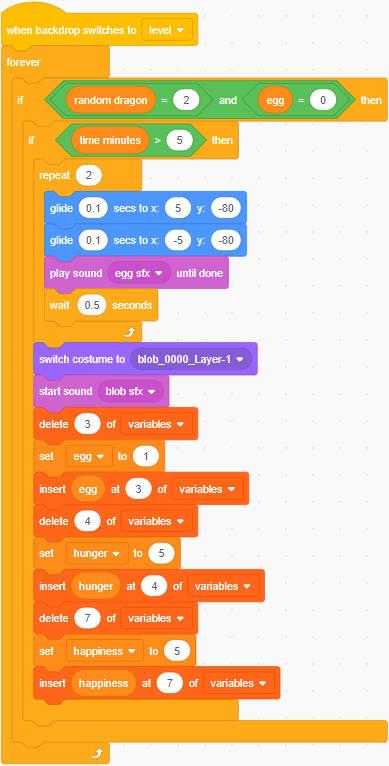 when backdrop switches to level
forever
if random dragon = 2 and egg = 0 then
if time minutes > 5 then
repeat 2
glide 0.1 secs to x: 5 y: -80
glide 0.1 secs to x: -5 y: -80
play sound egg sfx until done
wait 0.5 seconds
switch costume to blob_0000_Layer-1
start sound blob sfx
delete 3 of variables
set egg to 1
insert egg at 3 of variables
delete 4 of variables
set hunger to 5
insert hunger at 4 of variables
delete 7 of variables
set happiness to 5
insert happiness at 7 of variables